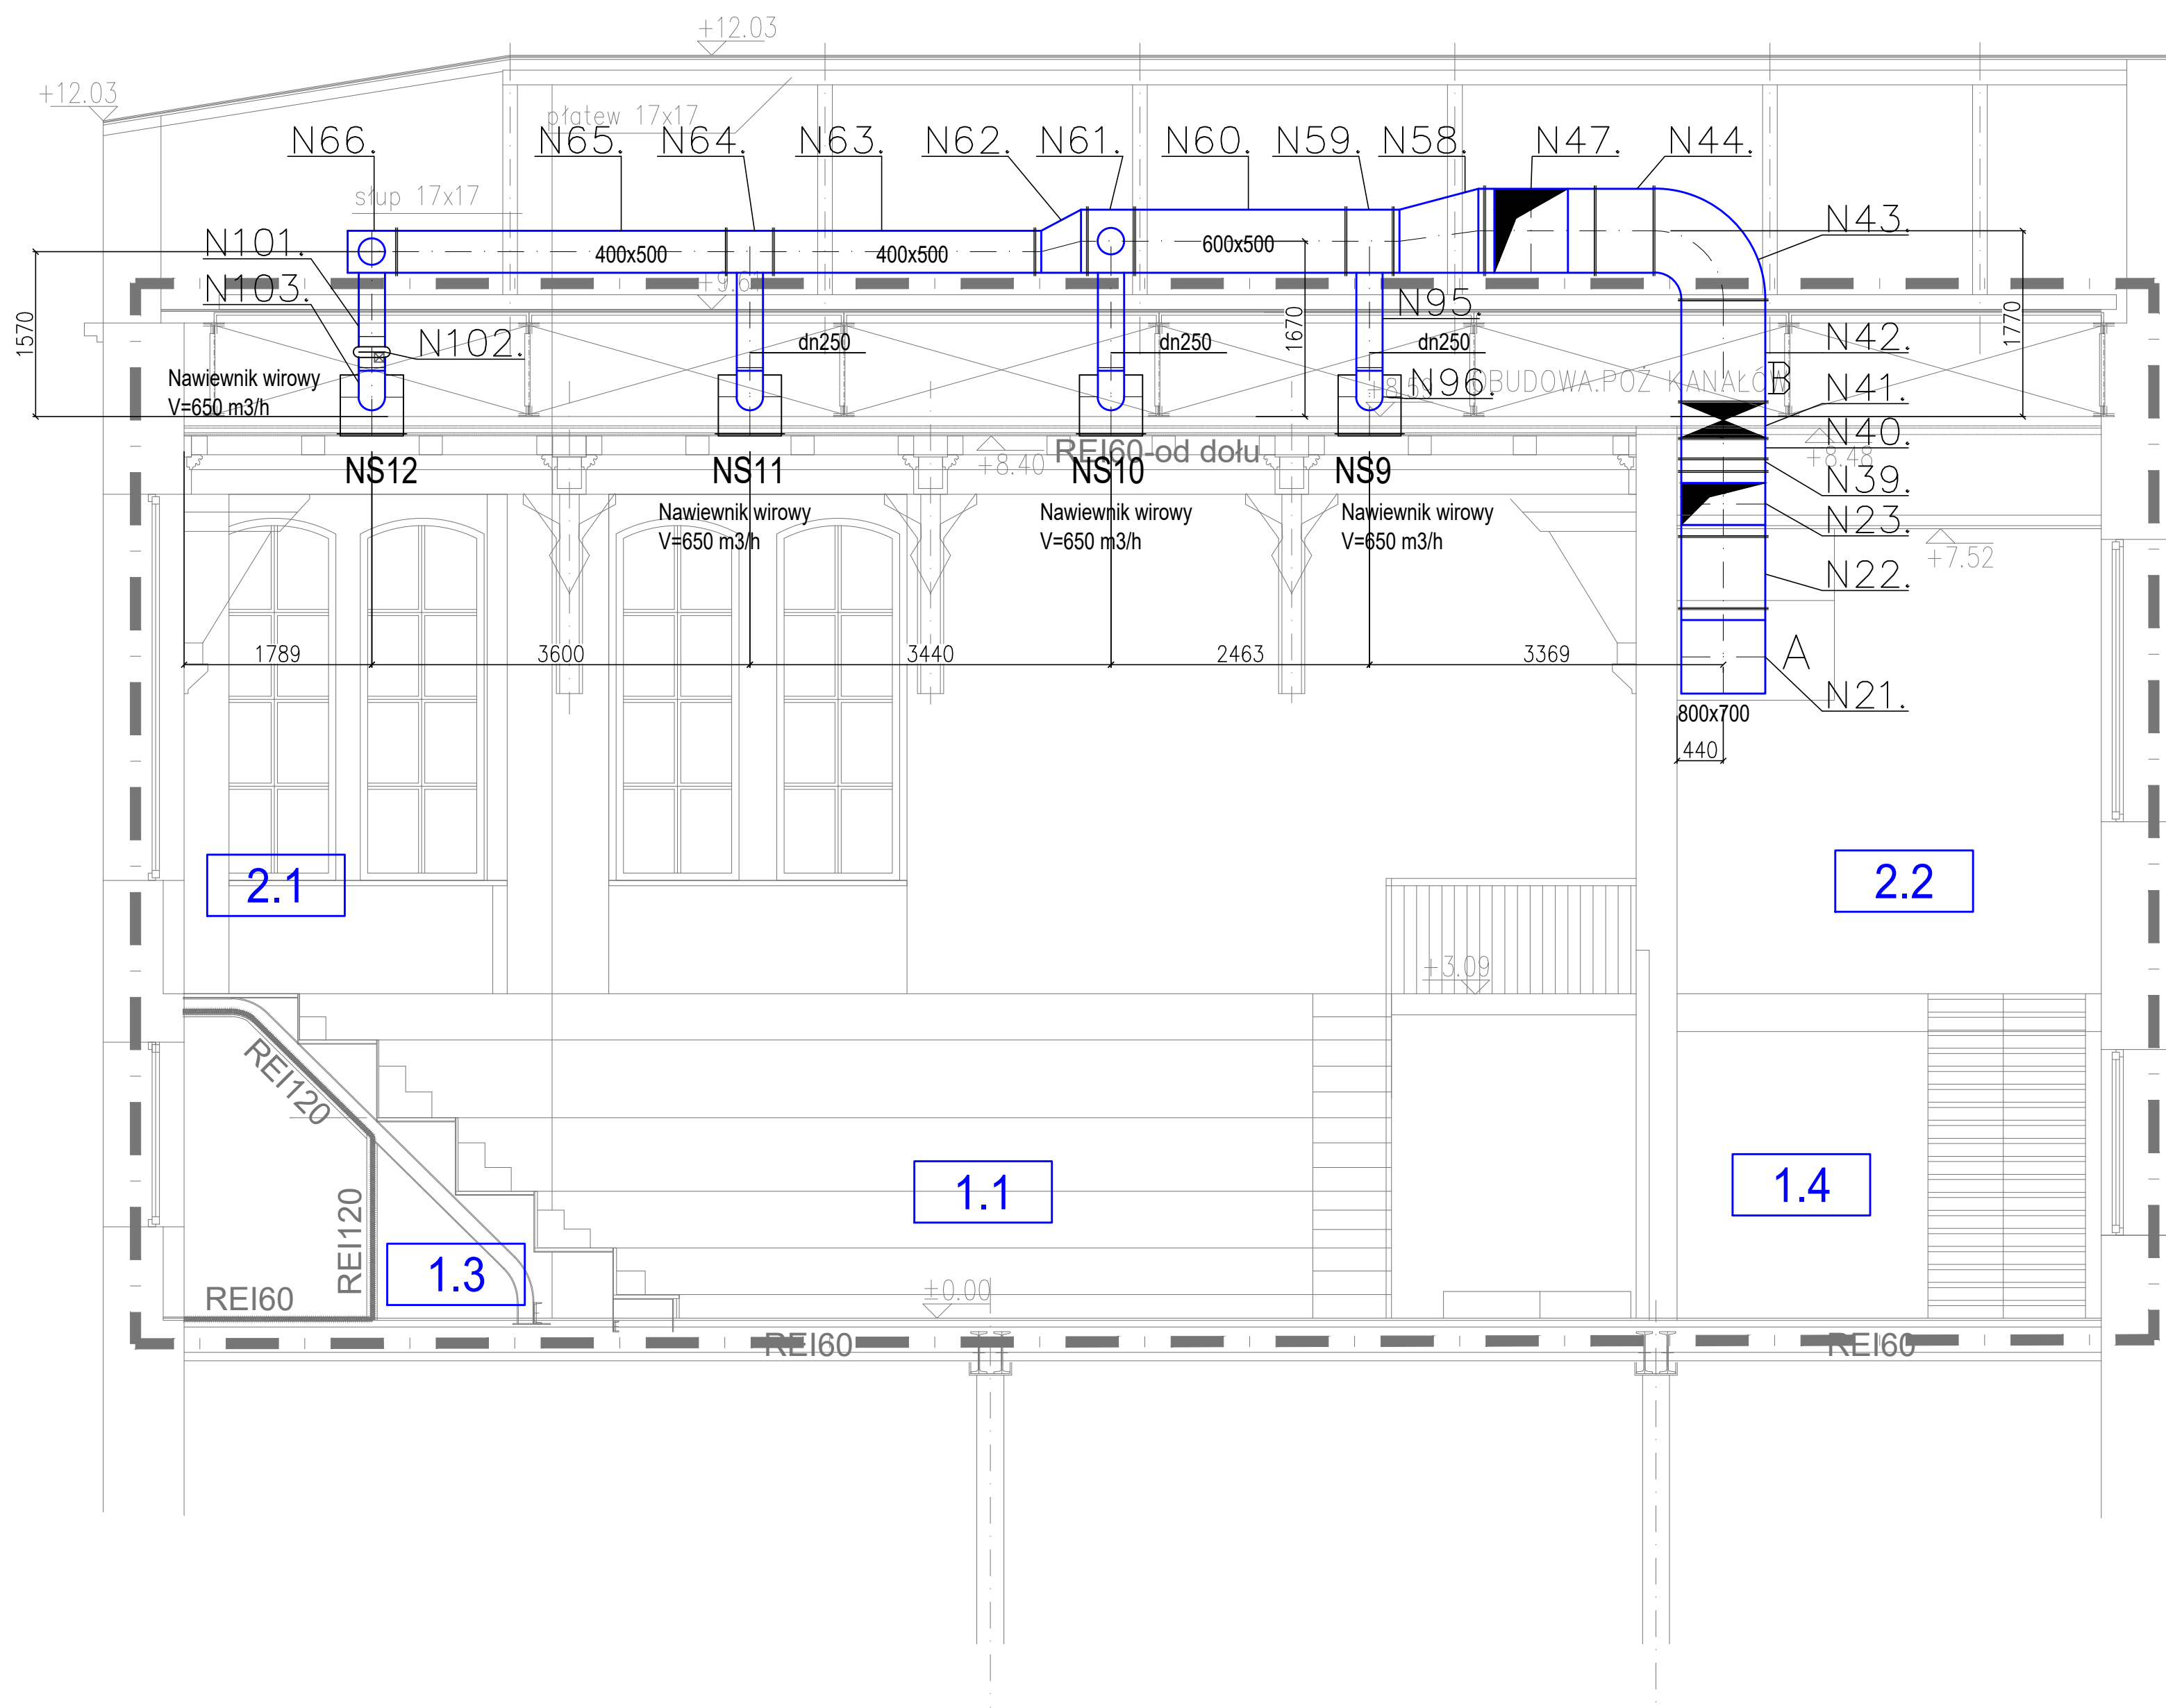 +12.03
+12.03
płatew 17x17
N66.
N65.
N64.
N63.
N62.
N61.
N60.
N59.
N58.
N47.
N44.
słup 17x17
N101.
N103.
N102.
400x500
400x500
600x500
N43.
N95.
N42.
1570
1670
1770
dn250
dn250
dn250
N96.
OBUDOWA.POŻ KANAŁÓW
B
N41.
Nawiewnik wirowy
V=650 m3/h
N40.
REI60-od dołu
+8.40
+8.48
NS12
NS11
NS10
NS9
N39.
Nawiewnik wirowy
V=650 m3/h
Nawiewnik wirowy
V=650 m3/h
Nawiewnik wirowy
V=650 m3/h
N23.
+7.52
N22.
1789
3600
3440
2463
3369
A
N21.
800x700
440
2.1
2.2
+3.09
REI120
REI120
1.1
1.4
1.3
REI60
±0.00
REI60
REI60